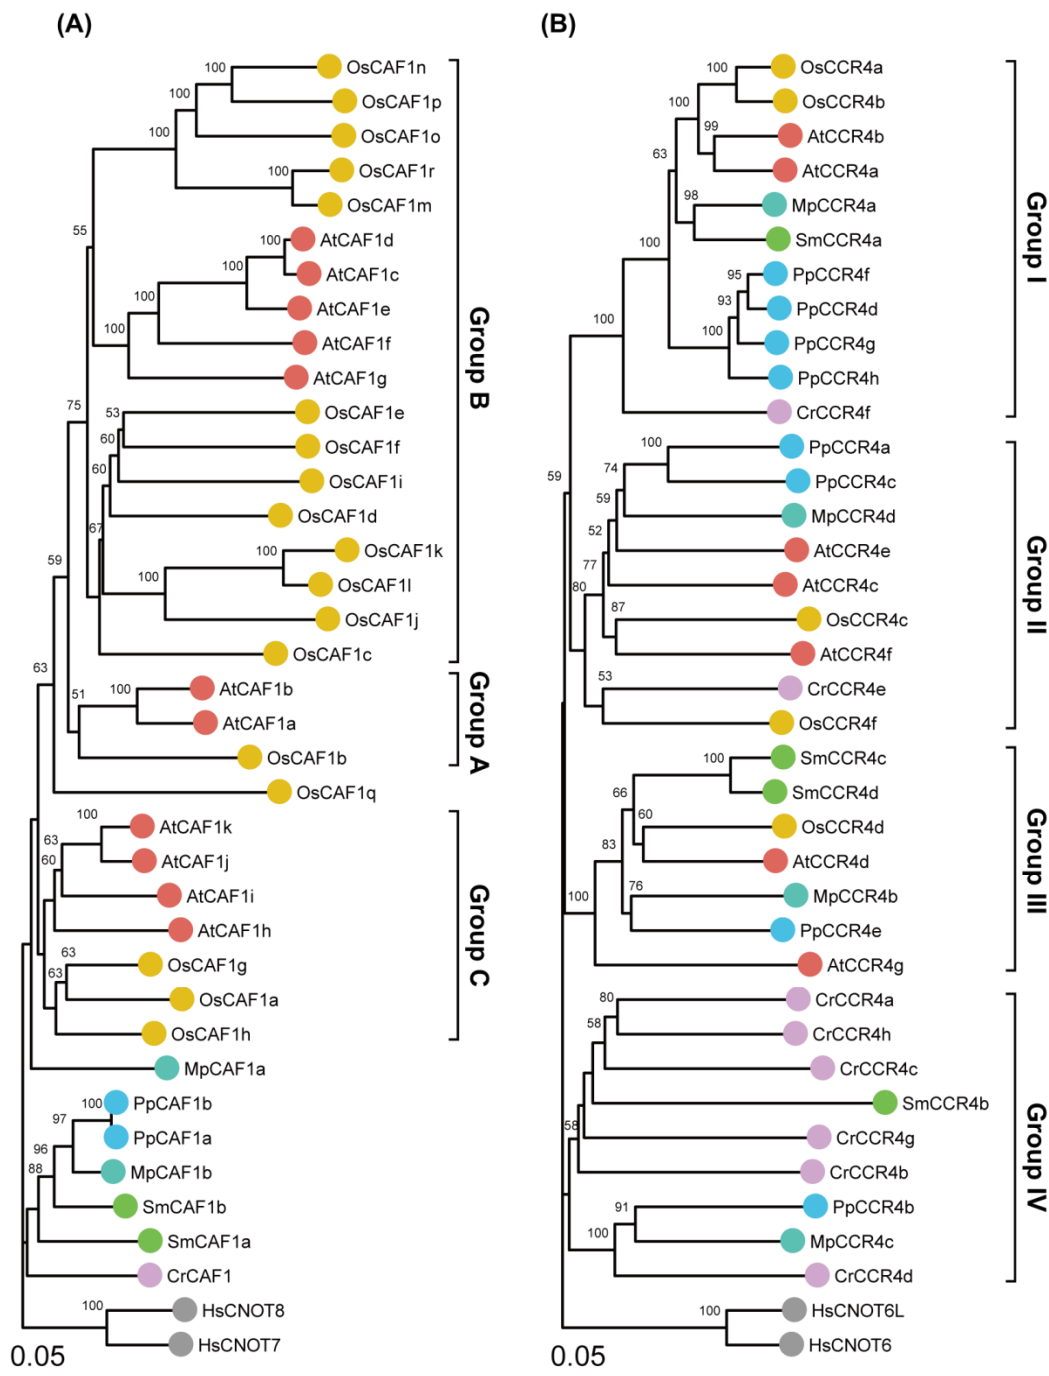 (A)
100
OsCAF1n
OsCAF1p
100
OsCAF1o
100
100
OsCAF1r
OsCAF1m
55
100
AtCAF1d
AtCAF1c
100
AtCAF1e
100
AtCAF1f
100
AtCAF1g
75
53
OsCAF1e
60
OsCAF1f
60
OsCAF1i
OsCAF1d
67
100
OsCAF1k
OsCAF1l
100
OsCAF1j
OsCAF1c
Group B
59
63
100
AtCAF1b
AtCAF1a
51
OsCAF1b
Group A
OsCAF1q
100
AtCAF1k
AtCAF1j
63
AtCAF1i
60
AtCAF1h
63
OsCAF1g
OsCAF1a
63
OsCAF1h
Group C
MpCAF1a
100
PpCAF1b
PpCAF1a
97
MpCAF1b
96
SmCAF1b
88
SmCAF1a
CrCAF1
100
HsCNOT8
HsCNOT7
0.05
(B)
100
OsCCR4a
OsCCR4b
100
99
AtCCR4b
AtCCR4a
63
98
MpCCR4a
SmCCR4a
100
95
PpCCR4f
PpCCR4d
93
PpCCR4g
100
PpCCR4h
100
CrCCR4f
Group I
59
100
PpCCR4a
PpCCR4c
74
MpCCR4d
59
AtCCR4e
52
AtCCR4c
77
87
OsCCR4c
AtCCR4f
80
53
CrCCR4e
OsCCR4f
Group II
100
SmCCR4c
SmCCR4d
66
60
OsCCR4d
AtCCR4d
83
76
MpCCR4b
PpCCR4e
100
AtCCR4g
Group III
80
CrCCR4a
CrCCR4h
58
CrCCR4c
SmCCR4b
CrCCR4g
58
CrCCR4b
91
PpCCR4b
MpCCR4c
100
CrCCR4d
Group IV
100
HsCNOT6L
HsCNOT6
0.05